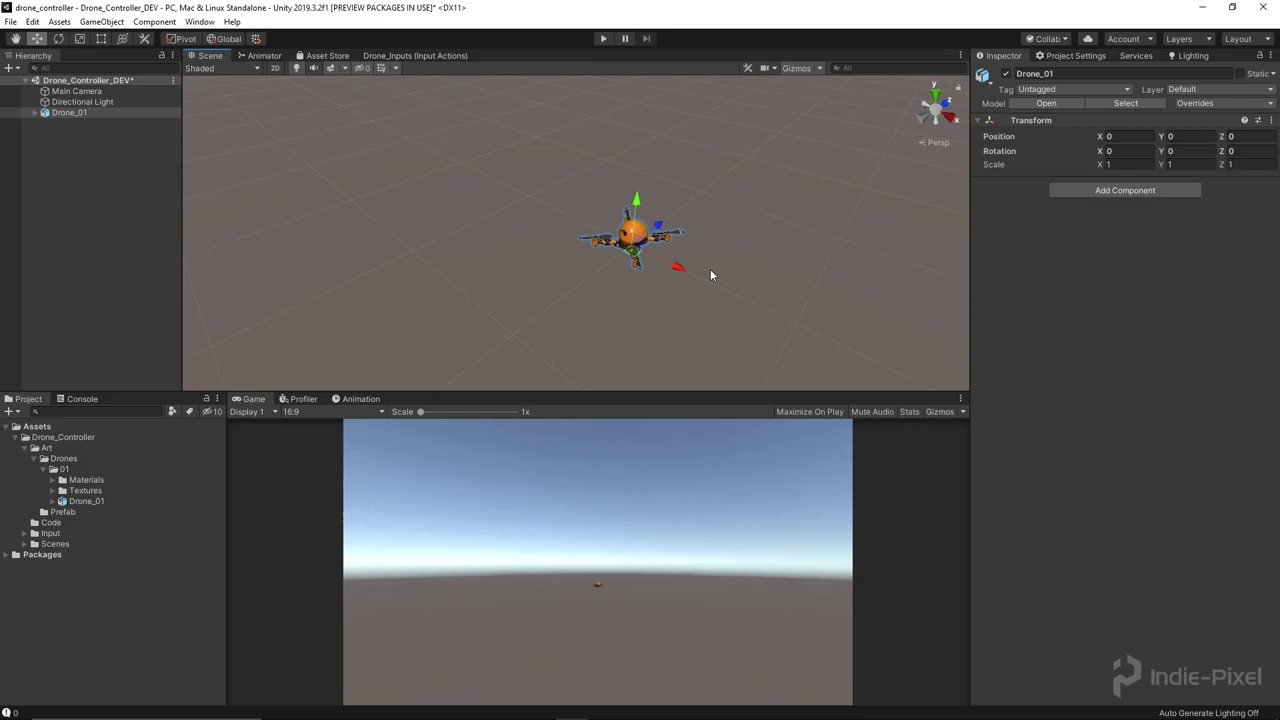 drone_controller - Drone_Controller_DEV - PC, Mac & Linux Standalone - Unity 2019.3.2f1 [PREVIEW PACKAGES IN USE]* <DX11>
File Edit Assets GameObject Component Window Help
Pivot Global Collab Account Layers Layout
Hierarchy Scene Animator Asset Store Drone_Inputs (Input Actions) Inspector Project Settings Services Lighting
All Shaded 2D 0 Gizmos All
Drone_01 Static
Drone_Controller_DEV*
Main Camera
Directional Light
Drone_01
y
z
x
Persp
Tag Untagged Layer Default
Model Open Select Overrides
Transform
Position X 0 Y 0 Z 0
Rotation X 0 Y 0 Z 0
Scale X 1 Y 1 Z 1
Add Component
Project Console Game Profiler Animation
10 Display 1 16:9 Scale 1x Maximize On Play Mute Audio Stats Gizmos
Assets
Drone_Controller
Art
Drones
01
Materials
Textures
Drone_01
Prefab
Code
Input
Scenes
Packages
Indie-Pixel
0 Auto Generate Lighting Off